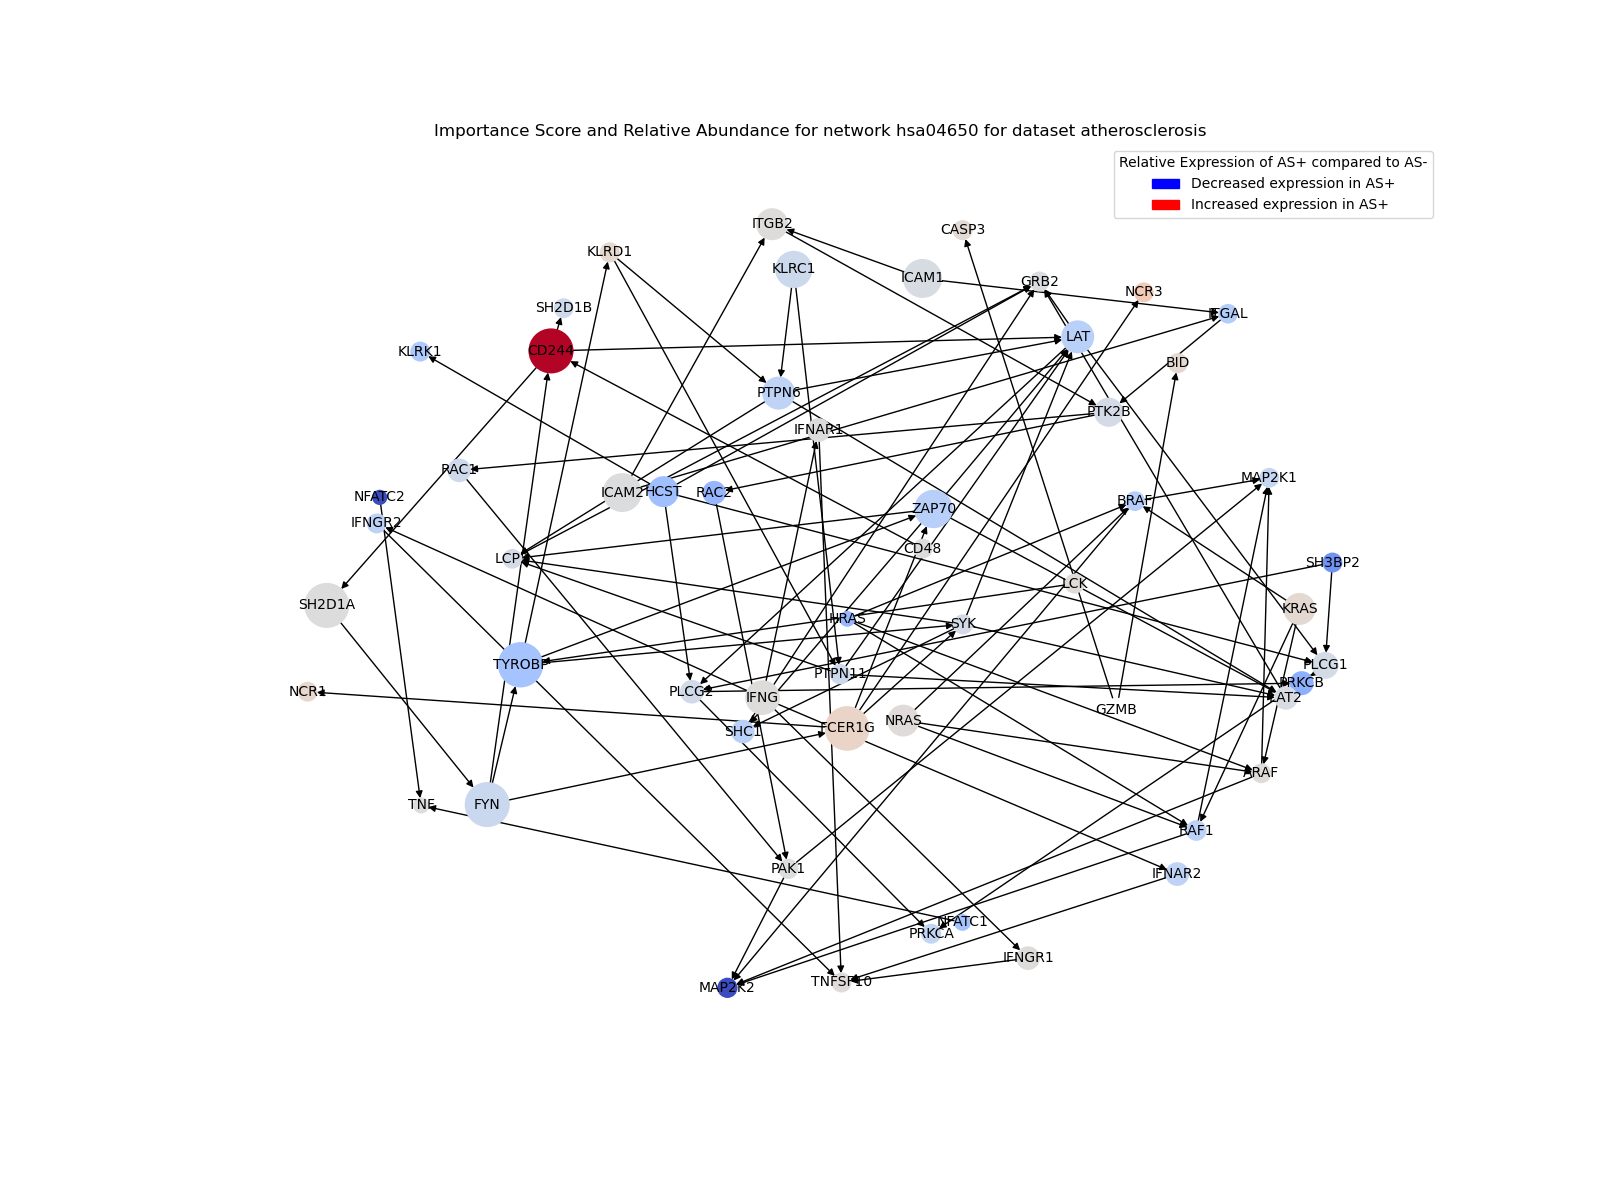 Importance Score and Relative Abundance for network hsa04650 for dataset atherosclerosis
Relative Expression of AS+ compared to AS-
Decreased expression in AS+
Increased expression in AS+
ITGB2
CASP3
KLRD1
KLRC1
ICAM1
GRB2
NCR3
SH2D1B
ITGAL
LAT
CD244
KLRK1
BID
PTPN6
PTK2B
IFNAR1
RAC1
MAP2K1
ICAM2
HCST
RAC2
NFATC2
BRAF
ZAP70
IFNGR2
CD48
LCP2
SH3BP2
LCK
SH2D1A
KRAS
HRAS
SYK
TYROBP
PLCG1
PTPN11
PRKCB
NCR1
PLCG2
IFNG
LAT2
GZMB
NRAS
FCER1G
SHC1
ARAF
TNF
FYN
RAF1
PAK1
IFNAR2
NFATC1
PRKCA
IFNGR1
TNFSF10
MAP2K2